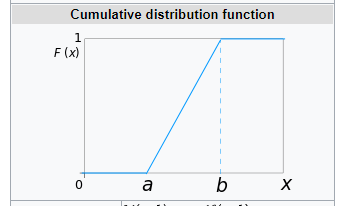 Cumulative distribution function
1
F (x)
0
a
b
x